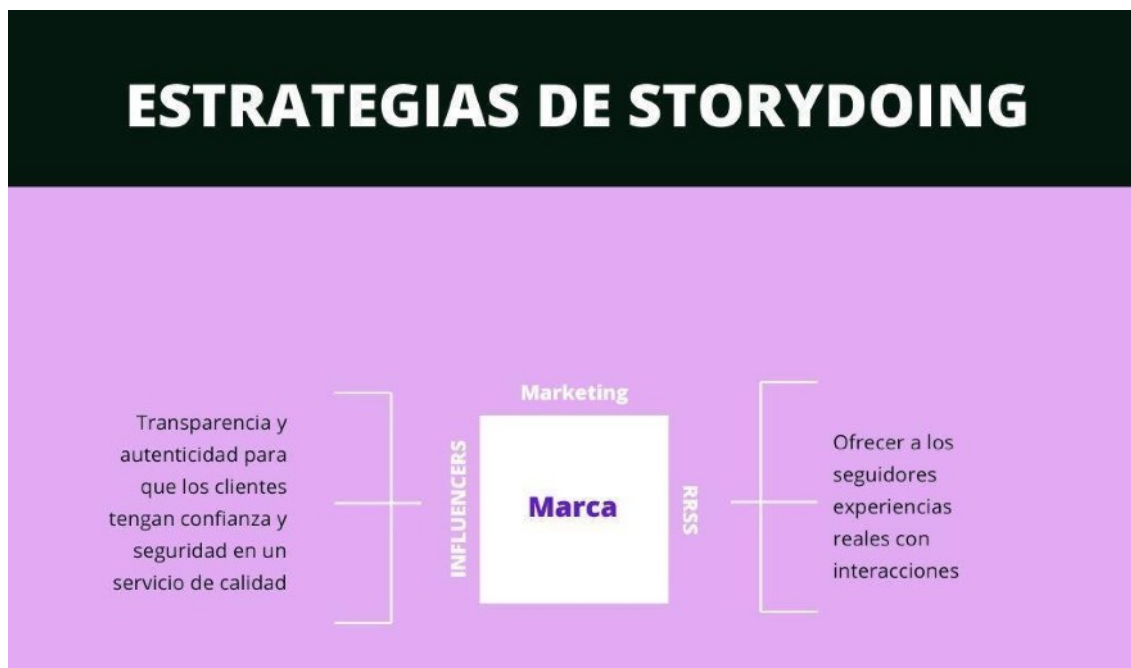 ESTRATEGIAS DE STORYDOING
Transparencia y
autenticidad para
que los clientes
tengan confianza y
seguridad en un
servicio de calidad
INFLUENCERS
Marketing
Marca
RRSS
Ofrecer a los
seguidores
experiencias
reales con
interacciones